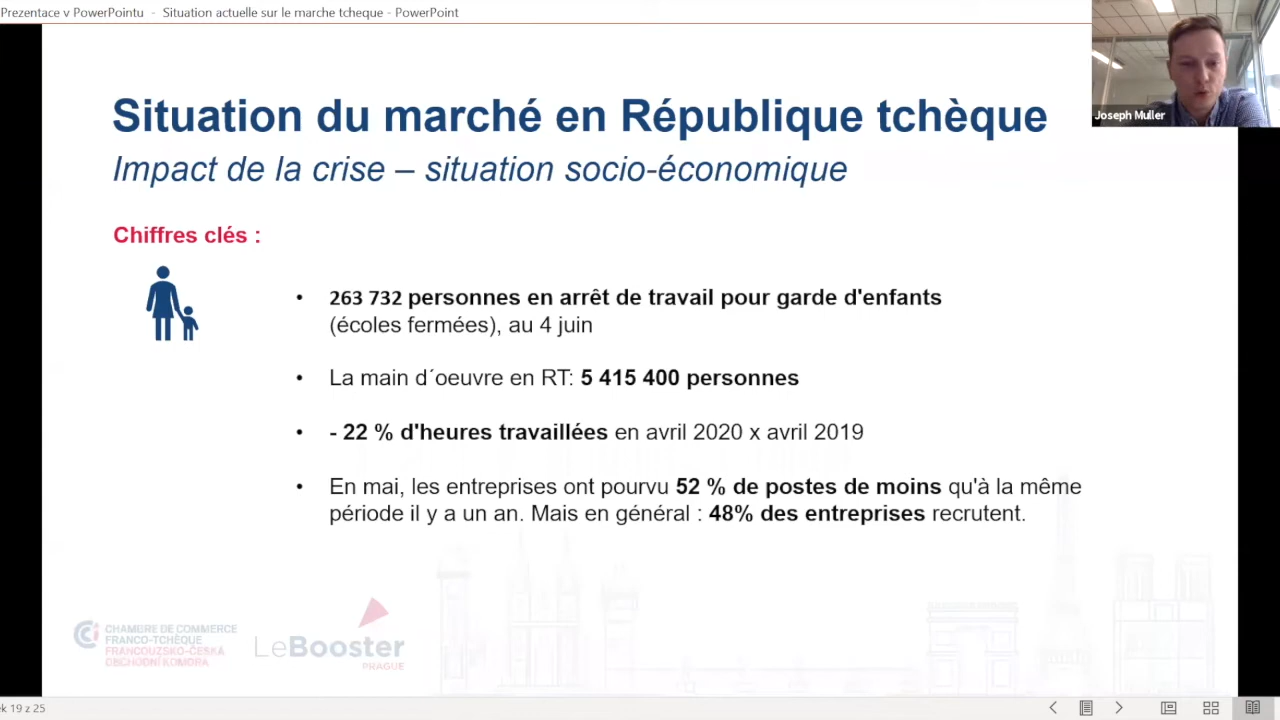 Prezentace v PowerPointu - Situation actuelle sur le marche tcheque - PowerPoint
Joseph Muller
Situation du marché en République tchèque
Impact de la crise – situation socio-économique
Chiffres clés :
• 263 732 personnes en arrêt de travail pour garde d'enfants
(écoles fermées), au 4 juin
• La main d´oeuvre en RT: 5 415 400 personnes
• - 22 % d'heures travaillées en avril 2020 x avril 2019
• En mai, les entreprises ont pourvu 52 % de postes de moins qu'à la même
période il y a un an. Mais en général : 48% des entreprises recrutent.
CHAMBRE DE COMMERCE
FRANCO-TCHÈQUE
FRANCOUZSKO-ČESKÁ
OBCHODNÍ KOMORA
LeBooster
PRAGUE
19 z 25